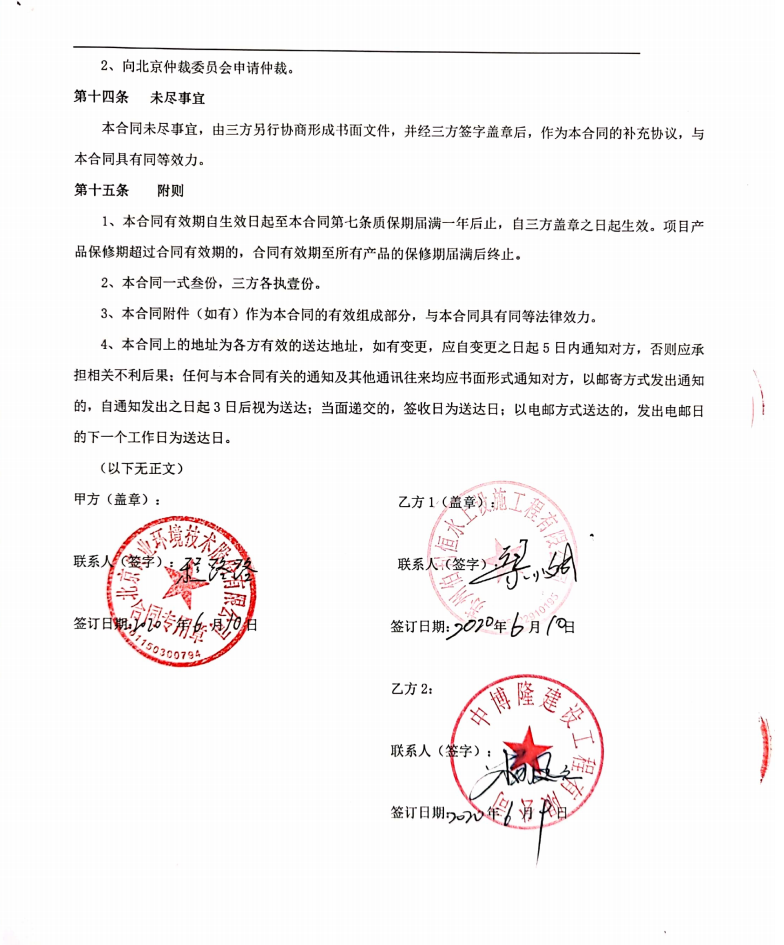 2、向北京仲裁委员会申请仲裁。
第十四条 未尽事宜
本合同未尽事宜，由三方另行协商形成书面文件，并经三方签字盖章后，作为本合同的补充协议，与
本合同具有同等效力。
第十五条 附则
1、本合同有效期自生效日起至本合同第七条质保期届满一年后止，自三方盖章之日起生效。项目产
品保修期超过合同有效期的，合同有效期至所有产品的保修期届满后终止。
2、本合同一式叁份，三方各执壹份。
3、本合同附件（如有）作为本合同的有效组成部分，与本合同具有同等法律效力。
4、本合同上的地址为各方有效的送达地址，如有变更，应自变更之日起 5 日内通知对方，否则应承
担相关不利后果；任何与本合同有关的通知及其他通讯往来均应书面形式通知对方，以邮寄方式发出通知
的，自通知发出之日起 3 日后视为送达；当面递交的，签收日为送达日；以电邮方式送达的，发出电邮日
的下一个工作日为送达日。
（以下无正文）
甲方（盖章）：
北京 业环境技术 有限公司
合同专用章
1150300794
联系人（签字）：程路路
签订日期：2020年6月10日
乙方 1（盖章）：
州 恒水上设施工程有限
联系人（签字）：梁
签订日期：2020年6月10日
乙方 2：
中博隆建设工程有限公司
联系人（签字）：
签订日期：2020年6月9日